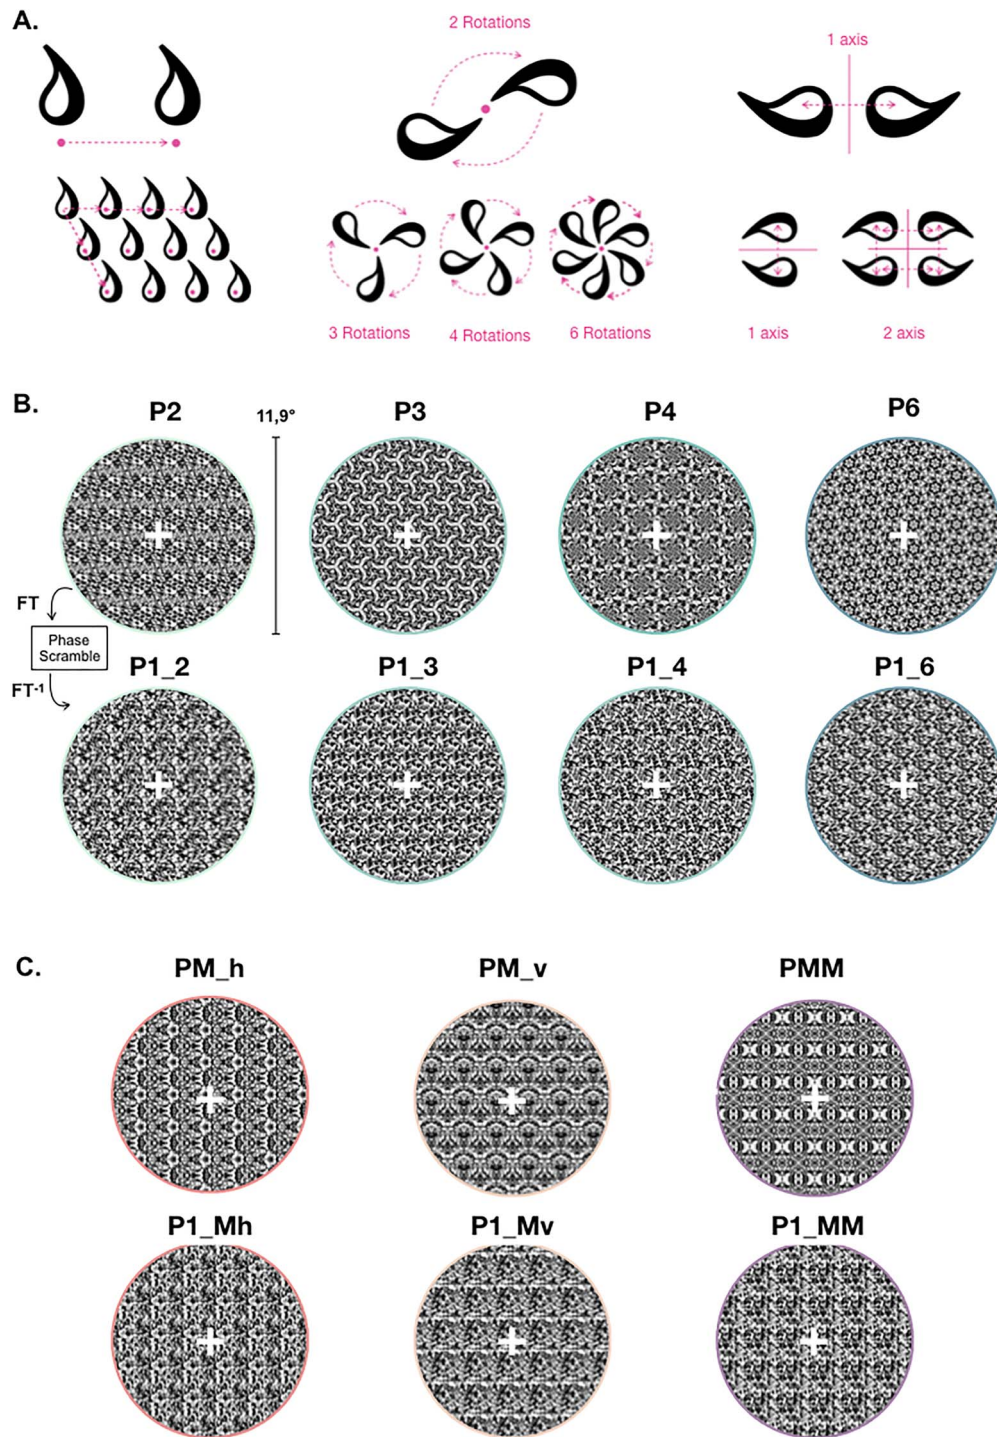 A.
2 Rotations
1 axis
3 Rotations
4 Rotations
6 Rotations
1 axis
2 axis
B.
P2
11,9°
P3
P4
P6
FT
Phase
Scramble
FT⁻¹
P1_2
P1_3
P1_4
P1_6
C.
PM_h
PM_v
PMM
P1_Mh
P1_Mv
P1_MM